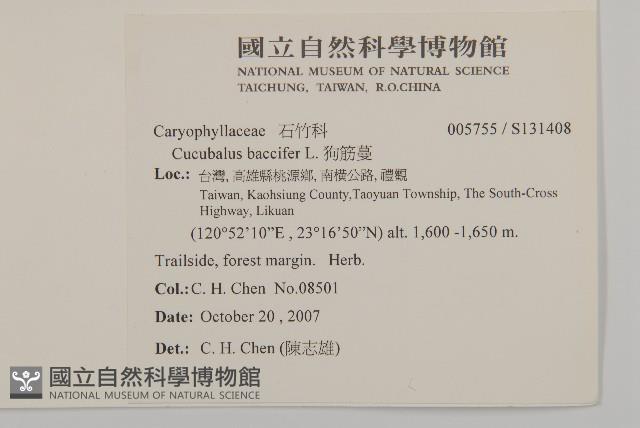 國立自然科學博物館
NATIONAL MUSEUM OF NATURAL SCIENCE
TAICHUNG, TAIWAN, R.O.CHINA
Caryophyllaceae 石竹科 005755 / S131408
Cucubalus baccifer L. 狗筋蔓
Loc.: 台灣, 高雄縣桃源鄉, 南橫公路, 禮觀
Taiwan, Kaohsiung County,Taoyuan Township, The South-Cross
Highway, Likuan
(120°52’10”E , 23°16’50”N) alt. 1,600 -1,650 m.
Trailside, forest margin. Herb.
Col.: C. H. Chen No.08501
Date: October 20 , 2007
Det.: C. H. Chen (陳志雄)
國立自然科學博物館
NATIONAL MUSEUM OF NATURAL SCIENCE